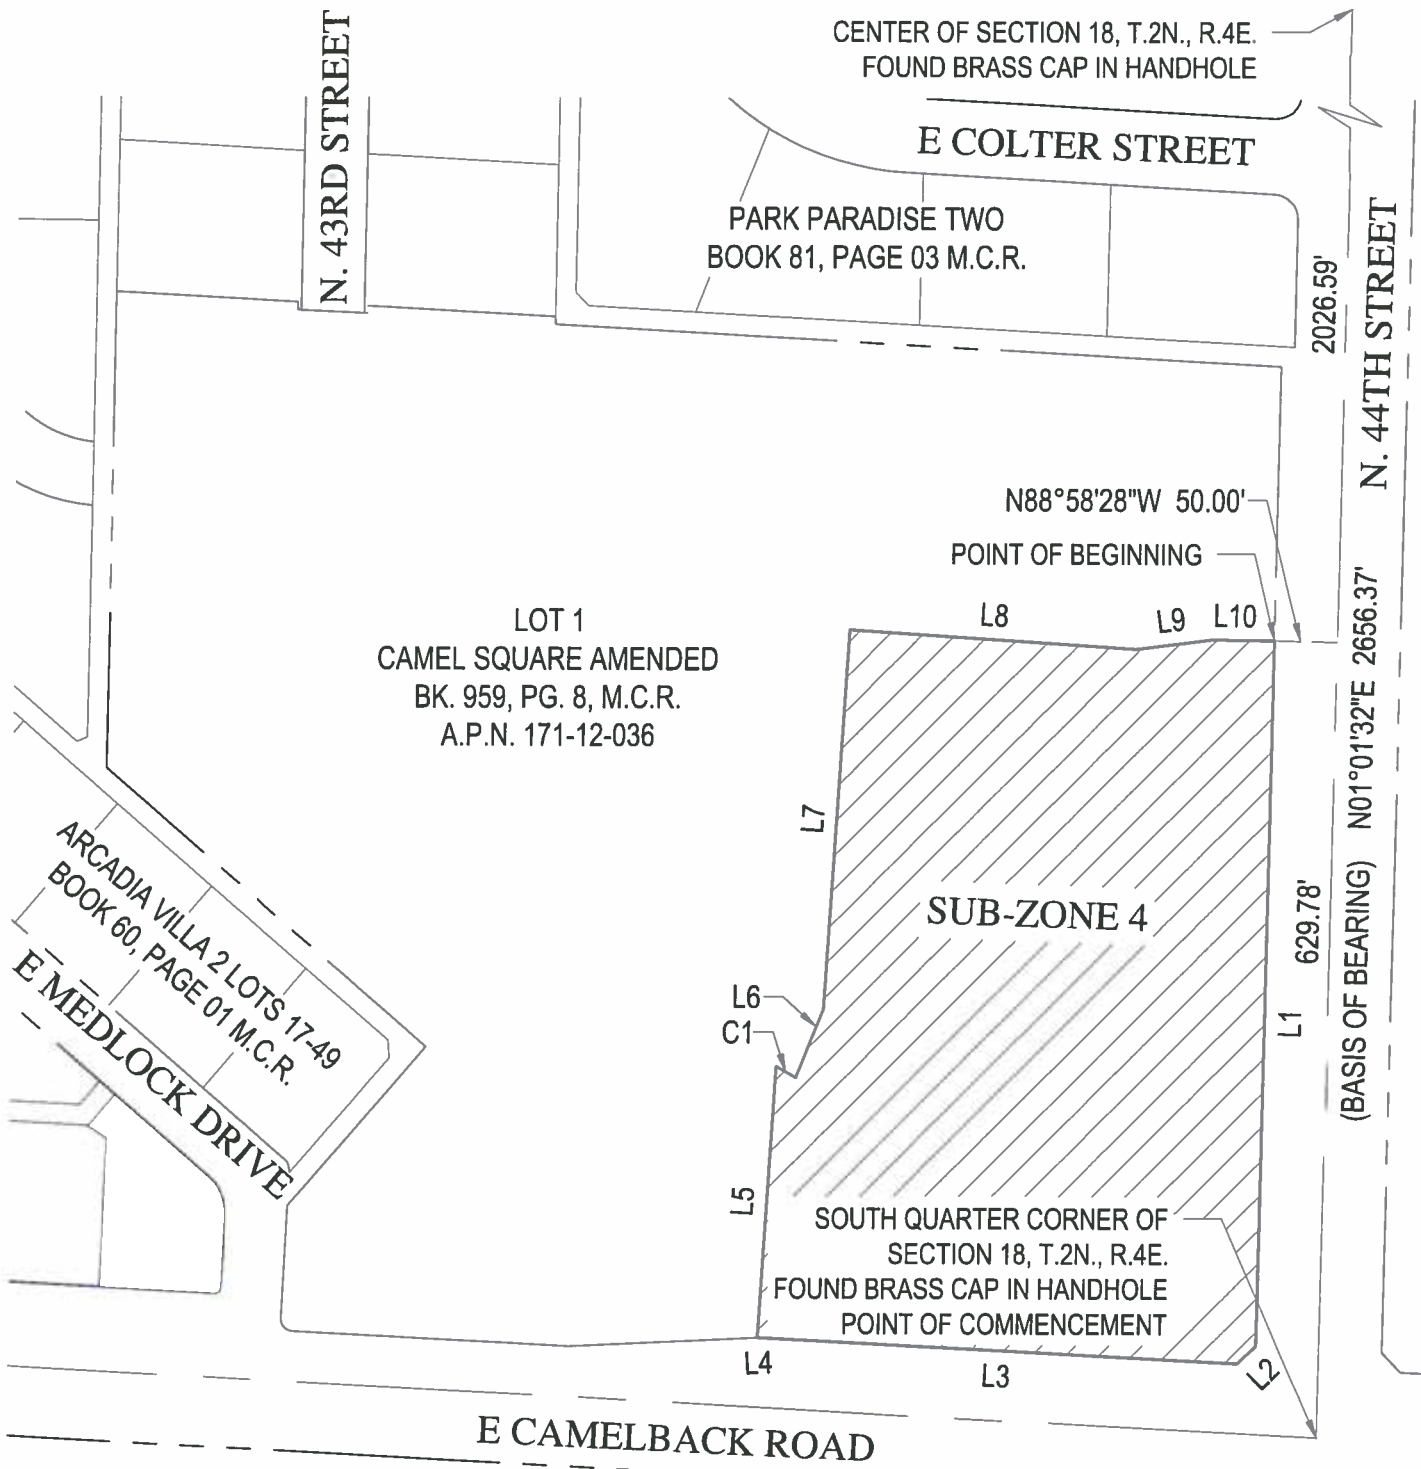 CENTER OF SECTION 18, T.2N., R.4E.
FOUND BRASS CAP IN HANDHOLE
N. 43RD STREET
E COLTER STREET
PARK PARADISE TWO
BOOK 81, PAGE 03 M.C.R.
2026.59'
N. 44TH STREET
N88°58'28"W 50.00'
POINT OF BEGINNING
L8
L9
L10
LOT 1
CAMEL SQUARE AMENDED
BK. 959, PG. 8, M.C.R.
A.P.N. 171-12-036
(BASIS OF BEARING) N01°01'32"E 2656.37'
L7
ARCADIA VILLA 2 LOTS 17-49
BOOK 60, PAGE 01 M.C.R.
SUB-ZONE 4
629.78'
E MEDLOCK DRIVE
L6
C1
L1
L5
SOUTH QUARTER CORNER OF
SECTION 18, T.2N., R.4E.
FOUND BRASS CAP IN HANDHOLE
POINT OF COMMENCEMENT
L4
L3
L2
E CAMELBACK ROAD